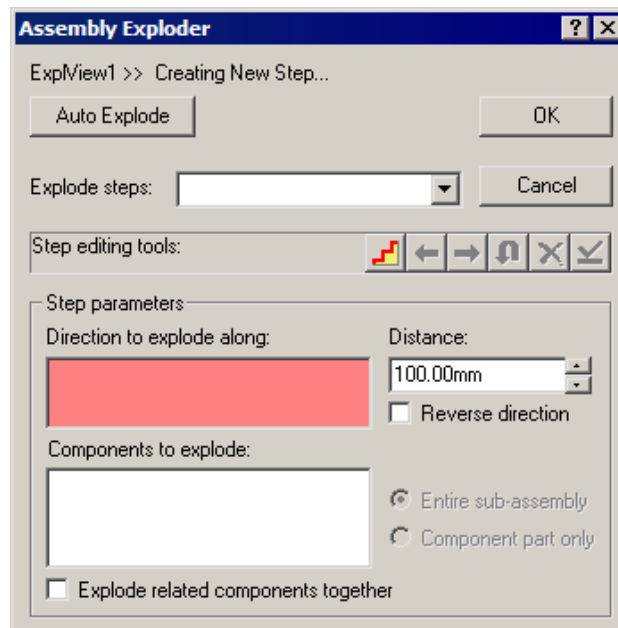 Assembly Exploder
ExplView1 >> Creating New Step...
Auto Explode
OK
Explode steps:
Cancel
Step editing tools:
Step parameters
Direction to explode along:
Distance:
100.00mm
Reverse direction
Components to explode:
Entire sub-assembly
Component part only
Explode related components together